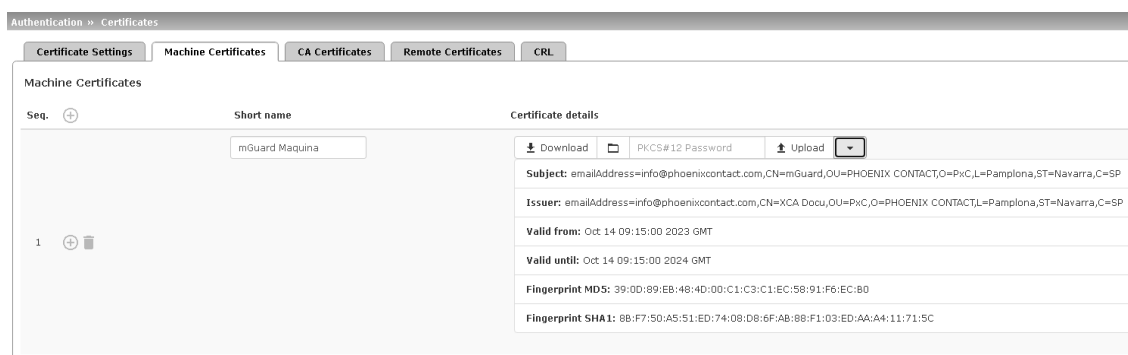 Authentication » Certificates
Certificate Settings Machine Certificates CA Certificates Remote Certificates CRL
Machine Certificates
Seq. Short name Certificate details
mGuard Maquina Download PKCS#12 Password Upload
Subject: emailAddress=info@phoenixcontact.com,CN=mGuard,OU=PHOENIX CONTACT,O=PxC,L=Pamplona,ST=Navarra,C=SP
Issuer: emailAddress=info@phoenixcontact.com,CN=XCA Docu,OU=PxC,O=PHOENIX CONTACT,L=Pamplona,ST=Navarra,C=SP
Valid from: Oct 14 09:15:00 2023 GMT
1
Valid until: Oct 14 09:15:00 2024 GMT
Fingerprint MD5: 39:0D:89:EB:48:4D:00:C1:C3:C1:EC:58:91:F6:EC:B0
Fingerprint SHA1: 8B:F7:50:A5:51:ED:74:08:D8:6F:AB:88:F1:03:ED:AA:A4:11:71:5C